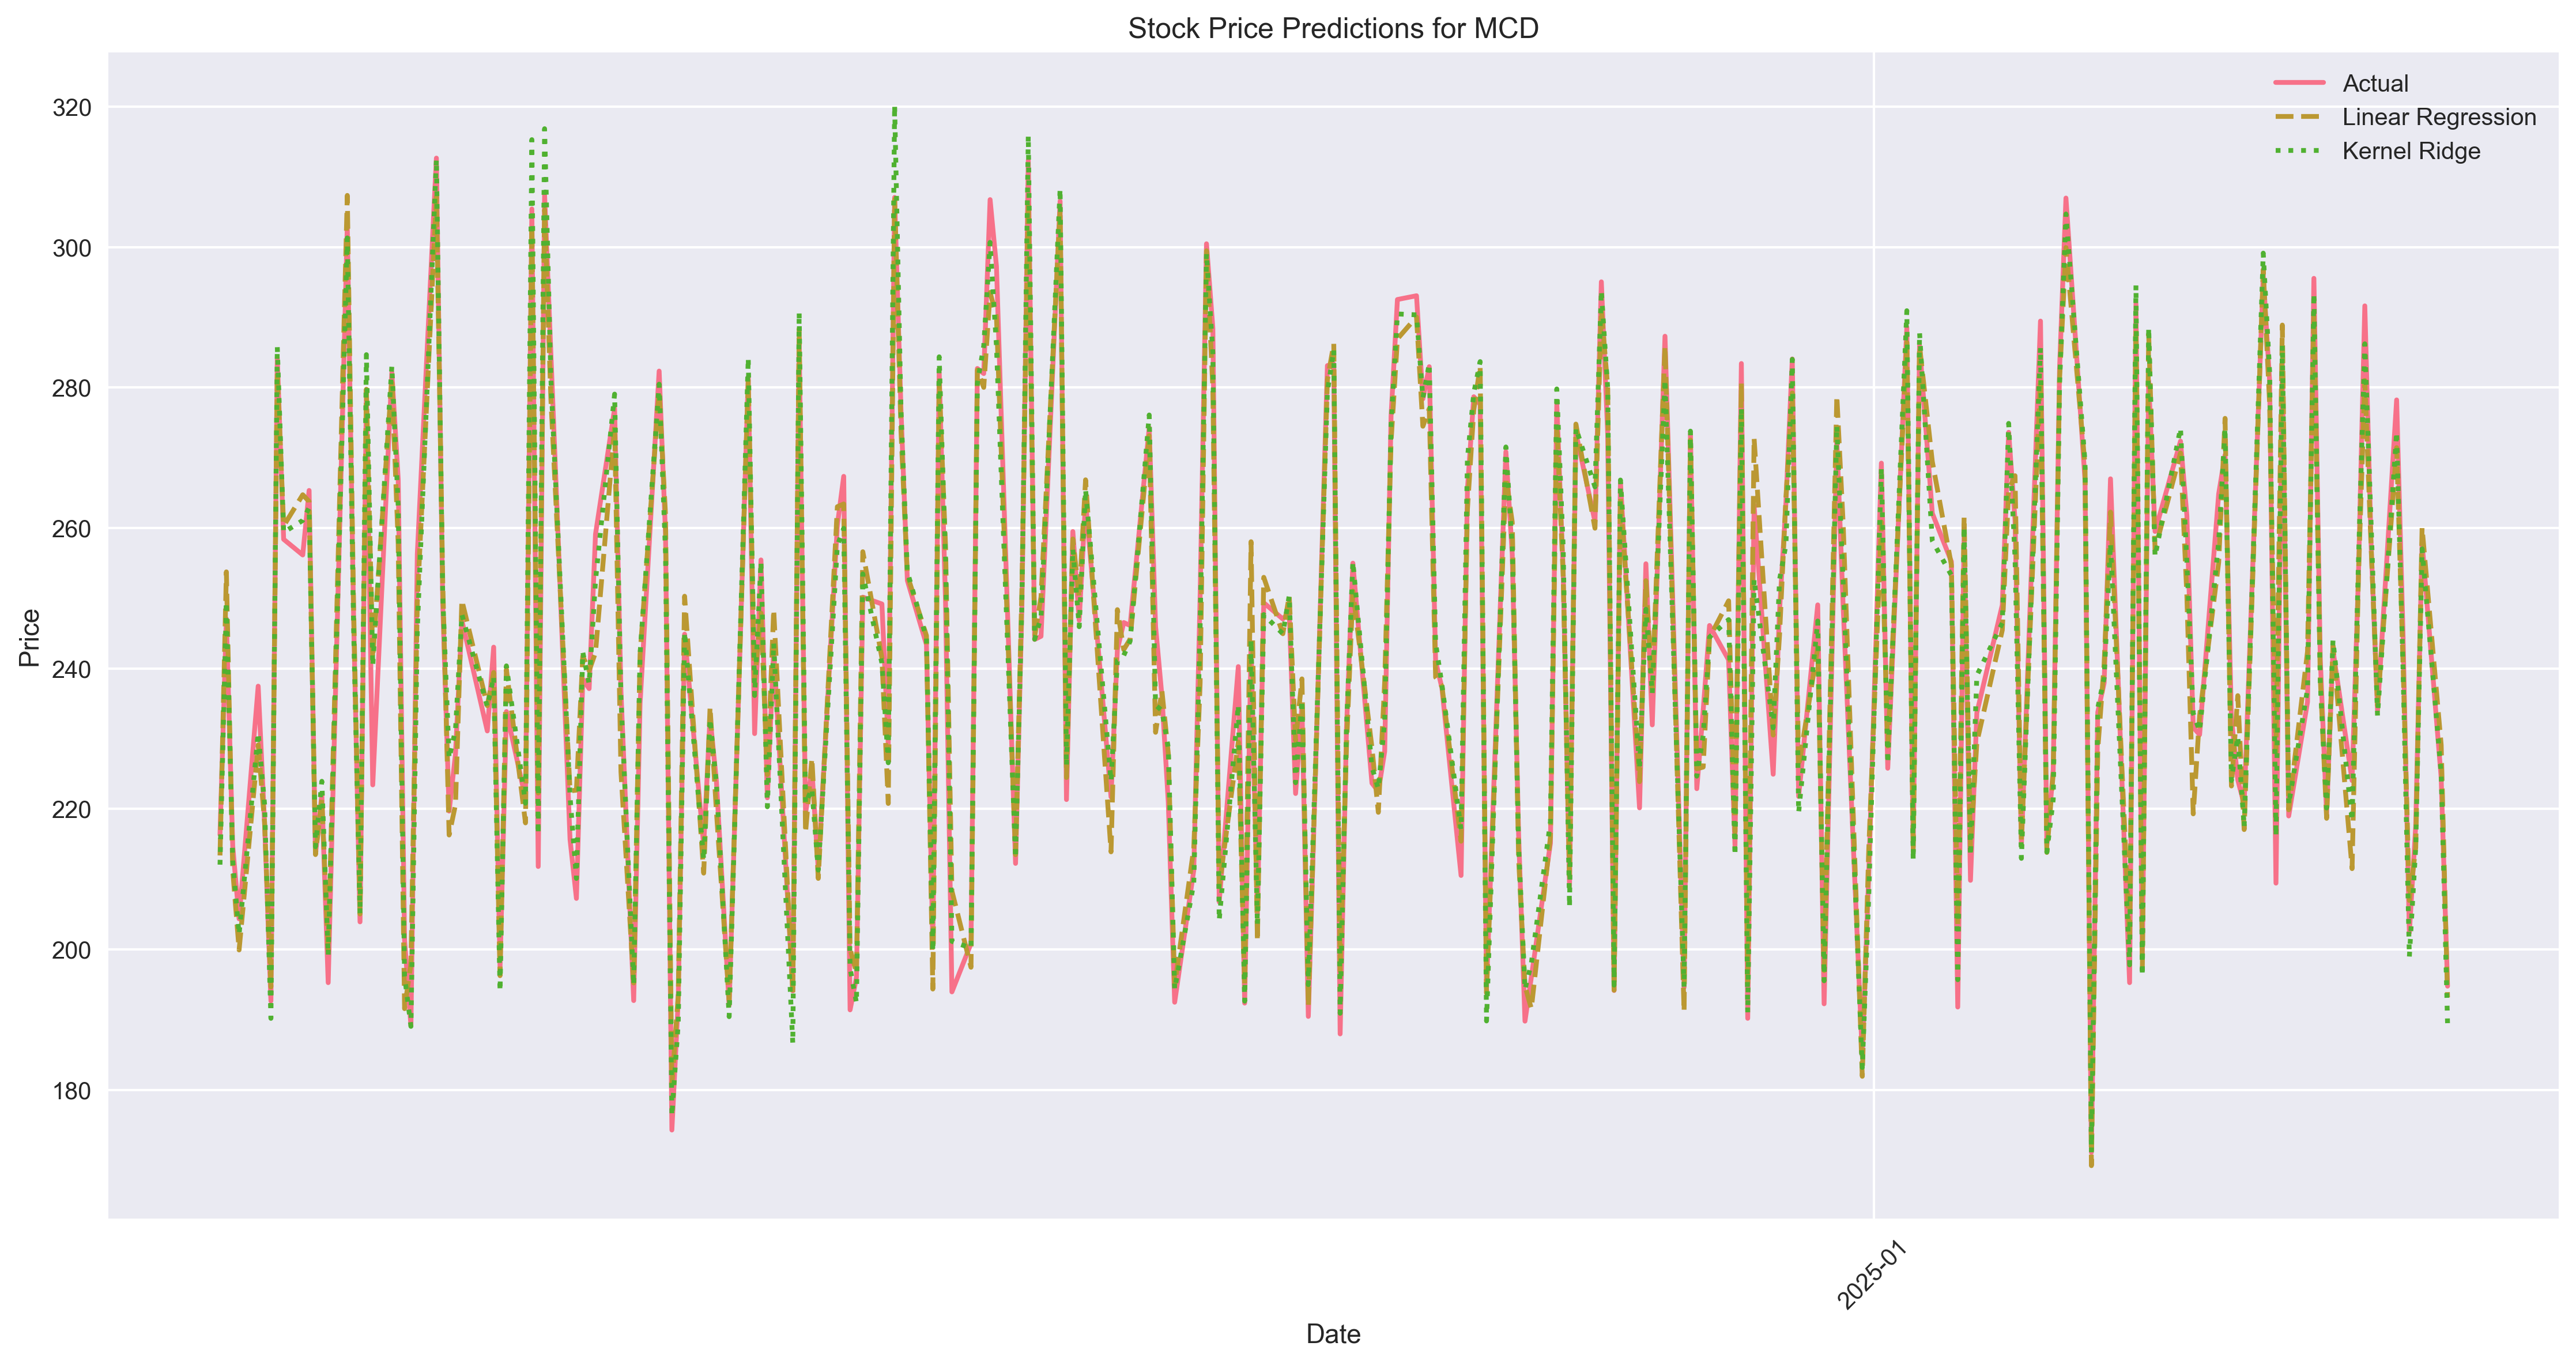 Stock Price Predictions for MCD
Actual
Linear Regression
Kernel Ridge
Price
320
300
280
260
240
220
200
180
2025-01
Date